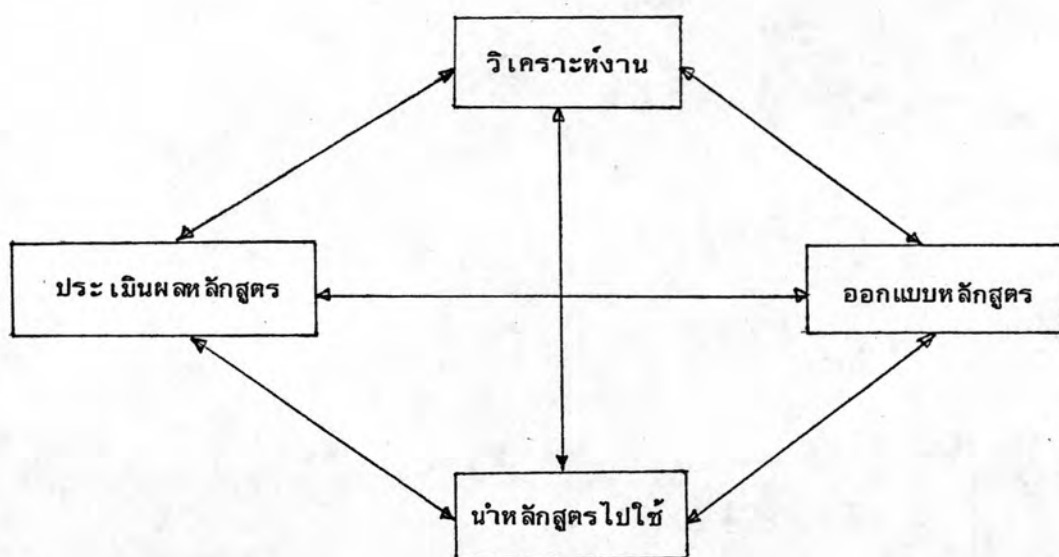 วิเคราะห์งาน
ประเมินผลหลักสูตร
ออกแบบหลักสูตร
นำหลักสูตรไปใช้